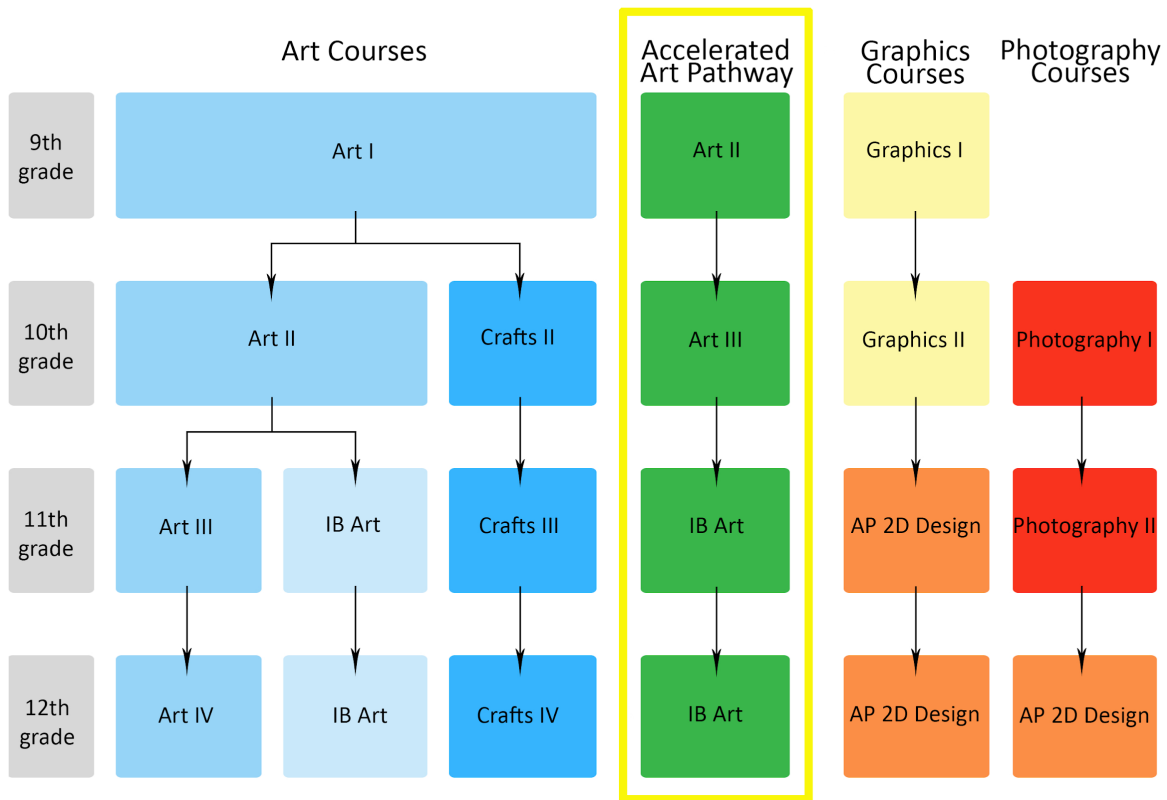 Art Courses
Accelerated
Art Pathway
Graphics
Courses
Photography
Courses
9th
grade
Art I
Art II
Graphics I
10th
grade
Art II
Crafts II
Art III
Graphics II
Photography I
11th
grade
Art III
IB Art
Crafts III
IB Art
AP 2D Design
Photography II
12th
grade
Art IV
IB Art
Crafts IV
IB Art
AP 2D Design
AP 2D Design